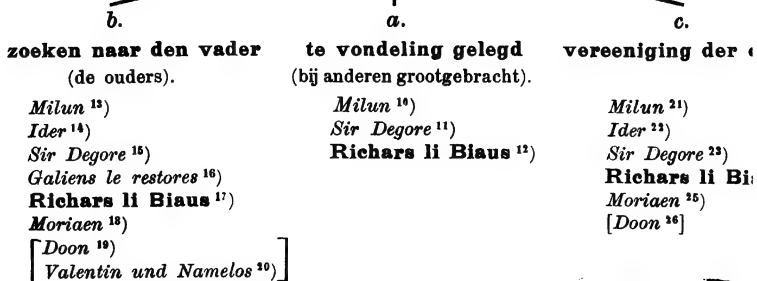 b.
zoeken naar den vader
(de ouders).
Milun ¹³)
Ider ¹⁴)
Sir Degore ¹⁵)
Galiens le restores ¹⁶)
Richars li Biaus ¹⁷)
Moriaen ¹⁸)
[Doon ¹⁹)
Valentin und Namelos ²⁰)]
a.
te vondeling gelegd
(bij anderen grootgebracht).
Milun ¹⁰)
Sir Degore ¹¹)
Richars li Biaus ¹²)
c.
vereeniging der
Milun ²¹)
Ider ²²)
Sir Degore ²³)
Richars li
Moriaen ²⁵)
[Doon ²⁶]